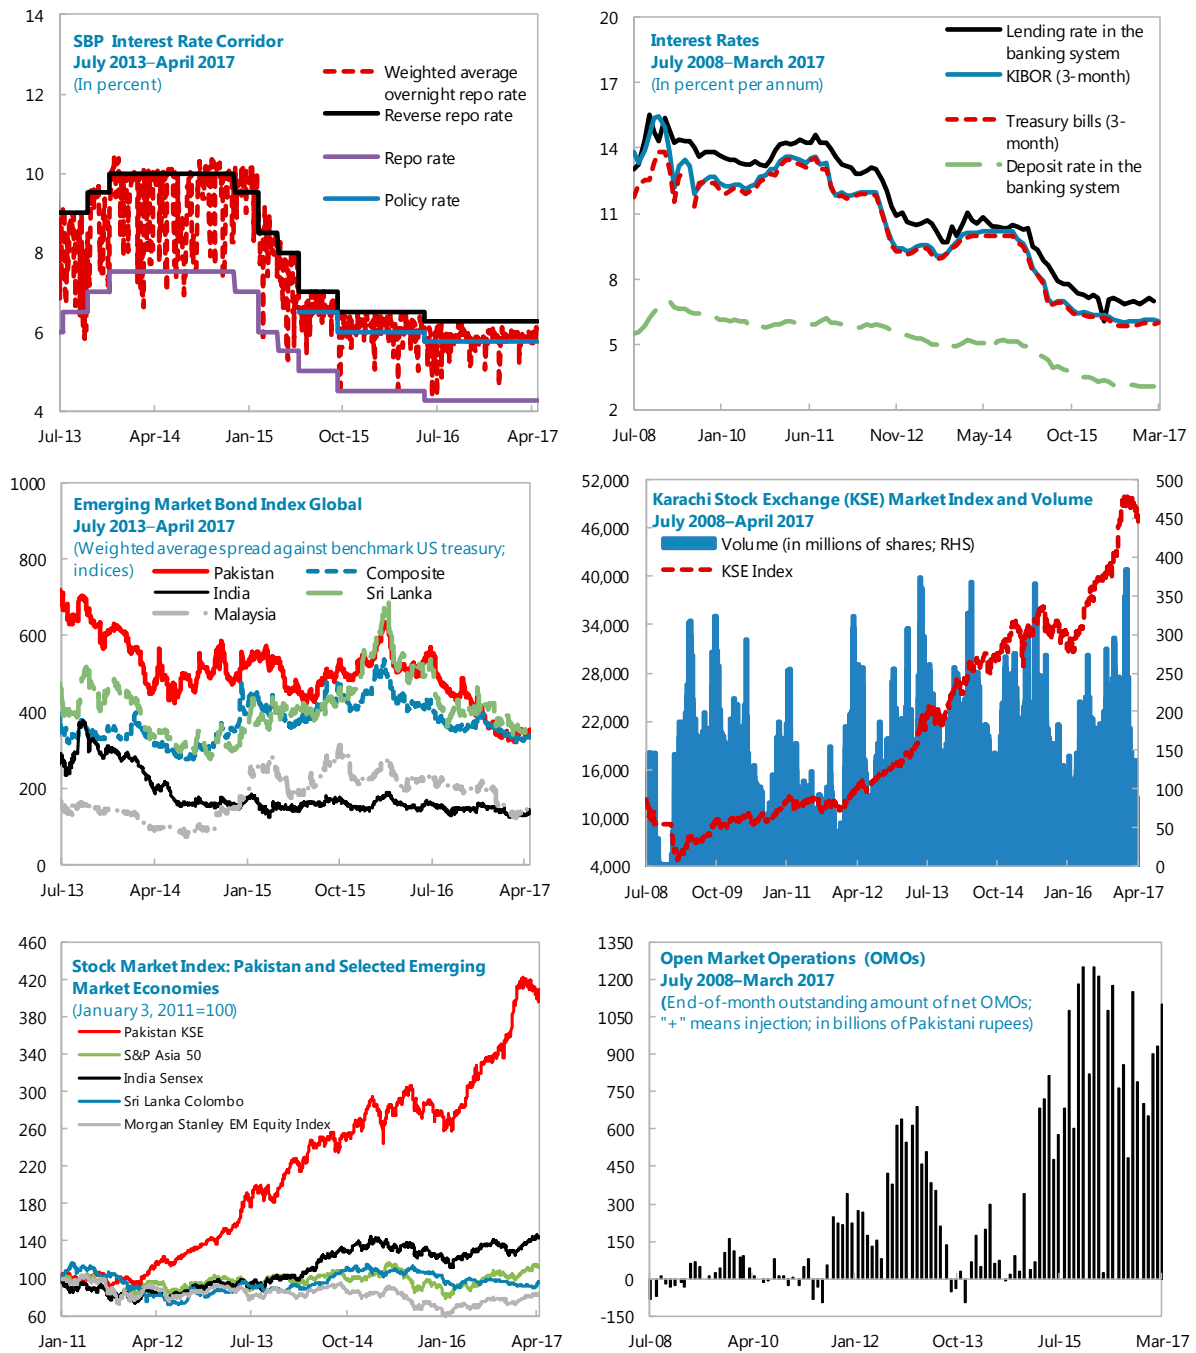 SBP Interest Rate Corridor
July 2013–April 2017
(In percent)
Weighted average
overnight repo rate
Reverse repo rate
Repo rate
Policy rate
14
12
10
8
6
4
Jul-13 Apr-14 Jan-15 Oct-15 Jul-16 Apr-17
Interest Rates
July 2008–March 2017
(In percent per annum)
Lending rate in the
banking system
KIBOR (3-month)
Treasury bills (3-
month)
Deposit rate in the
banking system
20
17
14
11
8
5
2
Jul-08 Jan-10 Jun-11 Nov-12 May-14 Oct-15 Mar-17
Emerging Market Bond Index Global
July 2013–April 2017
(Weighted average spread against benchmark US treasury;
indices)
Pakistan
Composite
India
Sri Lanka
Malaysia
1000
800
600
400
200
0
Jul-13 Apr-14 Jan-15 Oct-15 Jul-16 Apr-17
Karachi Stock Exchange (KSE) Market Index and Volume
July 2008–April 2017
Volume (in millions of shares; RHS)
KSE Index
52,000
46,000
40,000
34,000
28,000
22,000
16,000
10,000
4,000
500
450
400
350
300
250
200
150
100
50
0
Jul-08 Oct-09 Jan-11 Apr-12 Jul-13 Oct-14 Jan-16 Apr-17
Stock Market Index: Pakistan and Selected Emerging
Market Economies
(January 3, 2011=100)
Pakistan KSE
S&P Asia 50
India Sensex
Sri Lanka Colombo
Morgan Stanley EM Equity Index
460
420
380
340
300
260
220
180
140
100
60
Jan-11 Apr-12 Jul-13 Oct-14 Jan-16 Apr-17
Open Market Operations (OMOs)
July 2008–March 2017
(End-of-month outstanding amount of net OMOs;
"+" means injection; in billions of Pakistani rupees)
1350
1200
1050
900
750
600
450
300
150
0
-150
Jul-08 Apr-10 Jan-12 Oct-13 Jul-15 Mar-17